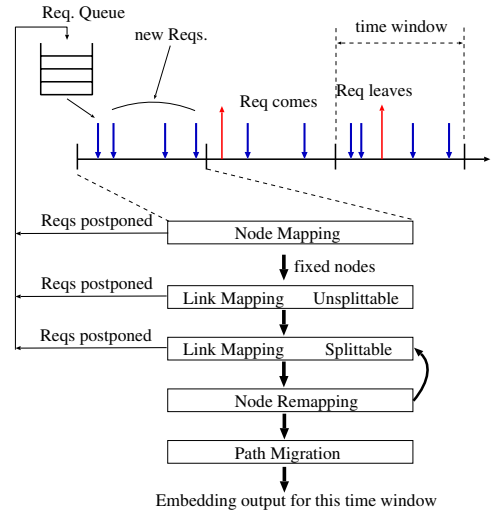 Req. Queue
new Reqs.
time window
Req comes
Req leaves
Reqs postponed
Node Mapping
fixed nodes
Reqs postponed
Link Mapping Unsplittable
Reqs postponed
Link Mapping Splittable
Node Remapping
Path Migration
Embedding output for this time window